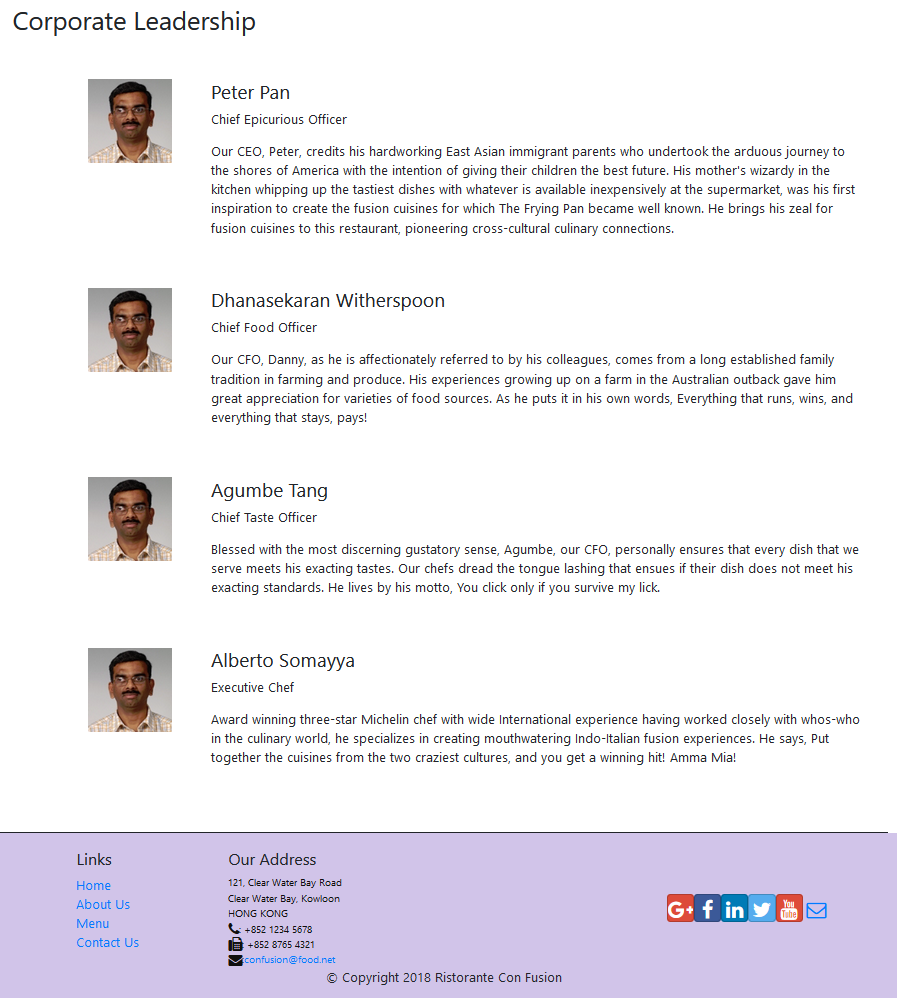 Corporate Leadership
Peter Pan
Chief Epicurious Officer
Our CEO, Peter, credits his hardworking East Asian immigrant parents who undertook the arduous journey to
the shores of America with the intention of giving their children the best future. His mother's wizardy in the
kitchen whipping up the tastiest dishes with whatever is available inexpensively at the supermarket, was his first
inspiration to create the fusion cuisines for which The Frying Pan became well known. He brings his zeal for
fusion cuisines to this restaurant, pioneering cross-cultural culinary connections.
Dhanasekaran Witherspoon
Chief Food Officer
Our CFO, Danny, as he is affectionately referred to by his colleagues, comes from a long established family
tradition in farming and produce. His experiences growing up on a farm in the Australian outback gave him
great appreciation for varieties of food sources. As he puts it in his own words, Everything that runs, wins, and
everything that stays, pays!
Agumbe Tang
Chief Taste Officer
Blessed with the most discerning gustatory sense, Agumbe, our CFO, personally ensures that every dish that we
serve meets his exacting tastes. Our chefs dread the tongue lashing that ensues if their dish does not meet his
exacting standards. He lives by his motto, You click only if you survive my lick.
Alberto Somayya
Executive Chef
Award winning three-star Michelin chef with wide International experience having worked closely with whos-who
in the culinary world, he specializes in creating mouthwatering Indo-Italian fusion experiences. He says, Put
together the cuisines from the two craziest cultures, and you get a winning hit! Amma Mia!
Links
Home
About Us
Menu
Contact Us
Our Address
121, Clear Water Bay Road
Clear Water Bay, Kowloon
HONG KONG
: +852 1234 5678
: +852 8765 4321
:confusion@food.net
G+ f in You Tube
© Copyright 2018 Ristorante Con Fusion